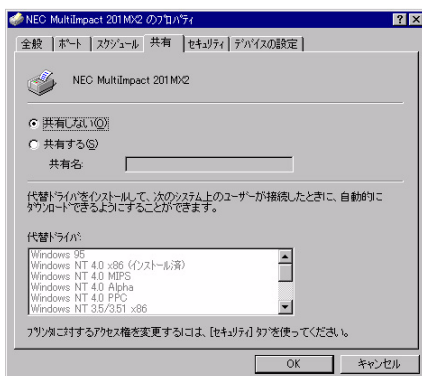 NEC MultiImpact 201MX2 のプロパティ
全般 ポート スケジュール 共有 セキュリティ デバイスの設定
NEC MultiImpact 201MX2
共有しない(O)
共有する(S)
共有名:
代替ドライバをインストールして、次のシステム上のユーザーが接続したときに、自動的に
ダウンロードできるようにすることができます。
代替ドライバ:
Windows 95
Windows NT 4.0 x86 (インストール済)
Windows NT 4.0 MIPS
Windows NT 4.0 Alpha
Windows NT 4.0 PPC
Windows NT 3.5/3.51 x86
プリンタに対するアクセス権を変更するには、[セキュリティ] タブを使ってください。
OK キャンセル